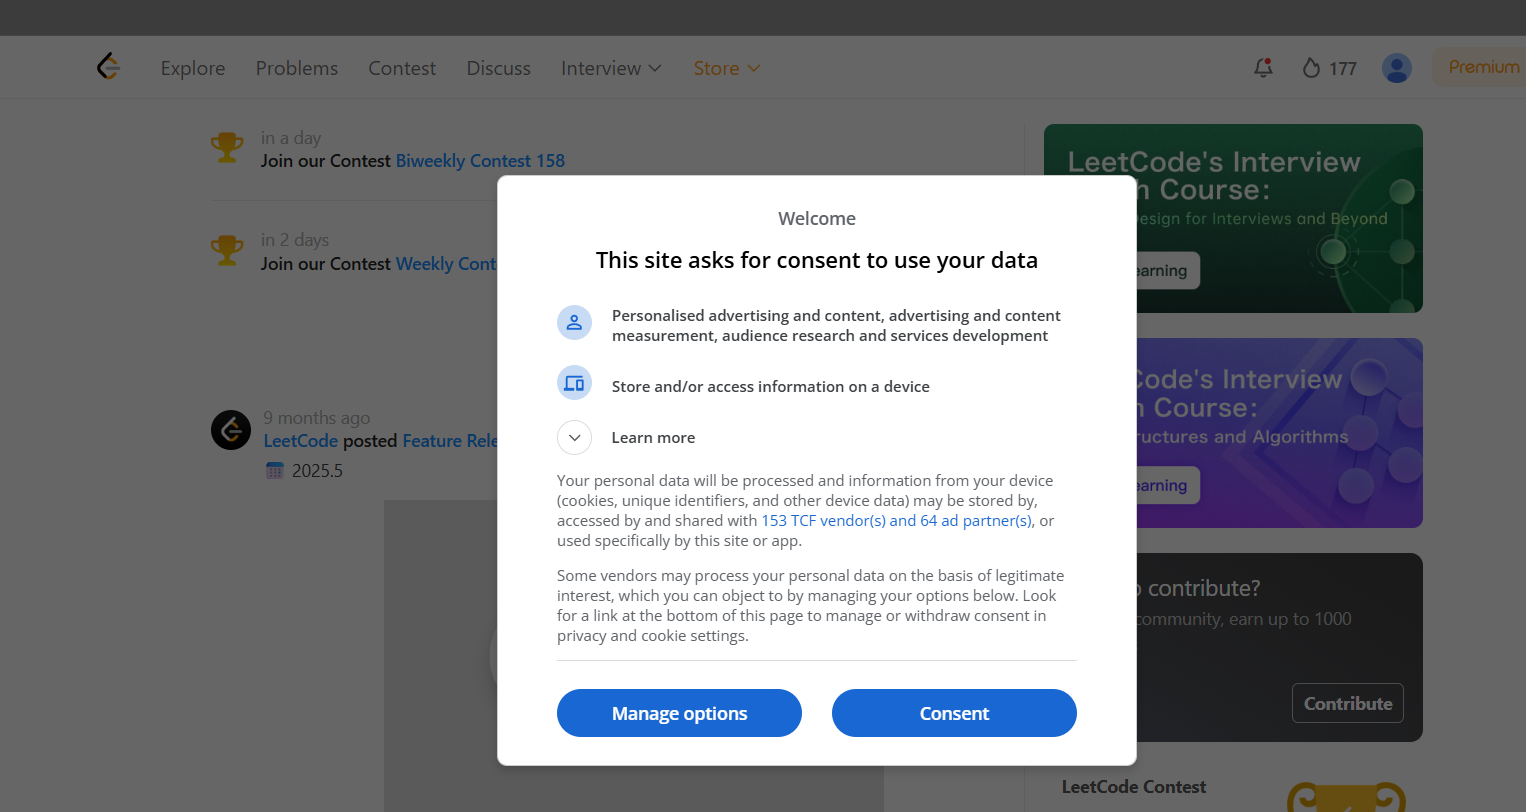 Explore Problems Contest Discuss Interview Store 177 Premium
in a day
Join our Contest Biweekly Contest 158
in 2 days
Join our Contest Weekly
9 months ago
LeetCode posted Feature
2025.5
Welcome
This site asks for consent to use your data
Personalised advertising and content, advertising and content
measurement, audience research and services development
Store and/or access information on a device
Learn more
Your personal data will be processed and information from your device
(cookies, unique identifiers, and other device data) may be stored by,
accessed by and shared with 153 TCF vendor(s) and 64 ad partner(s), or
used specifically by this site or app.
Some vendors may process your personal data on the basis of legitimate
interest, which you can object to by managing your options below. Look
for a link at the bottom of this page to manage or withdraw consent in
privacy and cookie settings.
Manage options Consent
LeetCode's Interview
Course:
for Interviews and Beyond
Interview
Course:
and Algorithms
contribute?
community, earn up to 1000
Contribute
LeetCode Contest